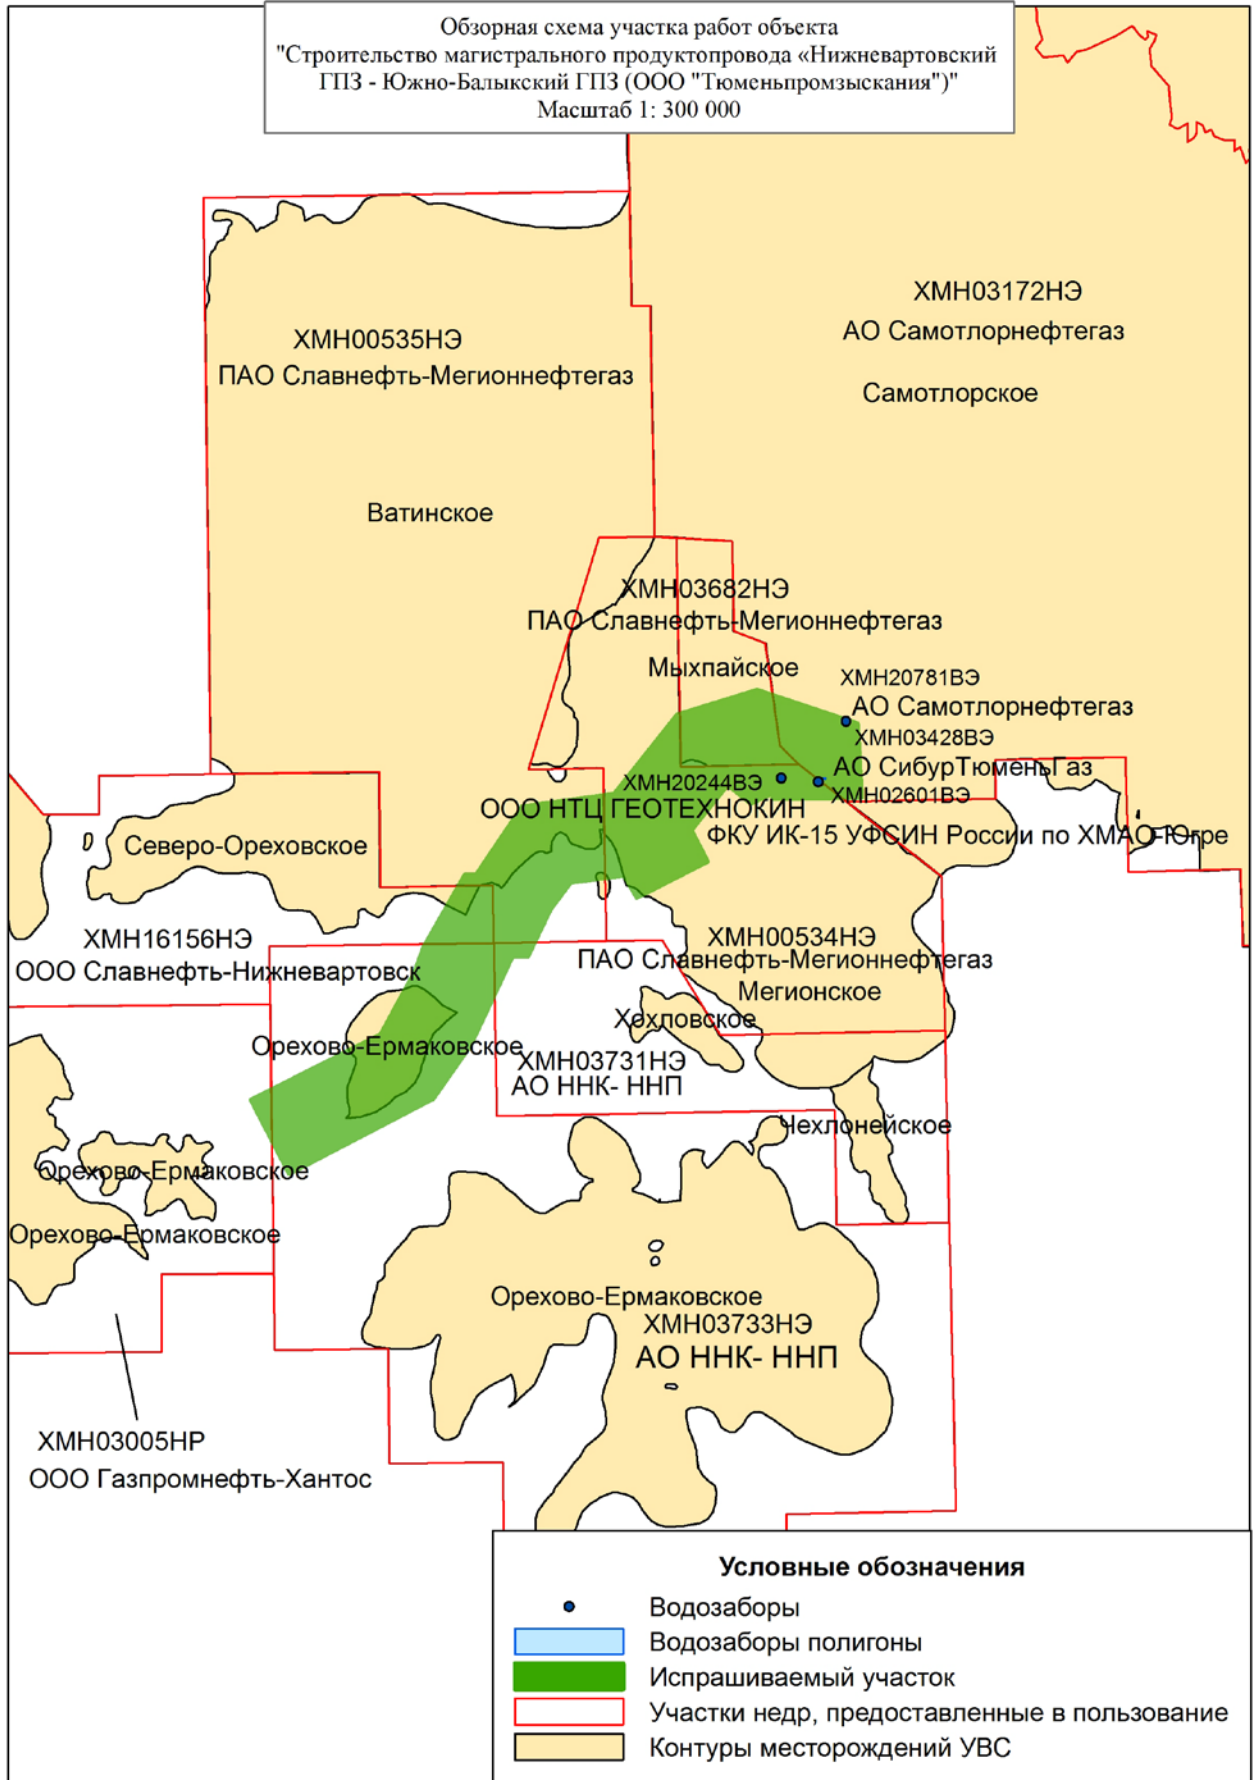 Обзорная схема участка работ объекта
"Строительство магистрального продуктопровода «Нижневартовский
ГПЗ - Южно-Балыкский ГПЗ (ООО "Тюменьпромзыскания")"
Масштаб 1: 300 000
ХМН03172НЭ
АО Самотлорнефтегаз
Самотлорское
ХМН00535НЭ
ПАО Славнефть-Мегионнефтегаз
Ватинское
ХМН03682НЭ
ПАО Славнефть-Мегионнефтегаз
Мыхпайское
ХМН20781ВЭ
АО Самотлорнефтегаз
ХМН03428ВЭ
АО СибурТюменьГаз
ХМН20244ВЭ
ХМН02601ВЭ
ООО НТЦ ГЕОТЕХНОКИН
ФКУ ИК-15 УФСИН России по ХМАО-Югре
Северо-Ореховское
ХМН16156НЭ
ООО Славнефть-Нижневартовск
ХМН00534НЭ
ПАО Славнефть-Мегионнефтегаз
Мегионское
Хохловское
Орехово-Ермаковское
ХМН03731НЭ
АО ННК- ННП
Чехлонейское
Орехово-Ермаковское
Орехово-Ермаковское
Орехово-Ермаковское
ХМН03733НЭ
АО ННК- ННП
ХМН03005НР
ООО Газпромнефть-Хантос
Условные обозначения
Водозаборы
Водозаборы полигоны
Испрашиваемый участок
Участки недр, предоставленные в пользование
Контуры месторождений УВС